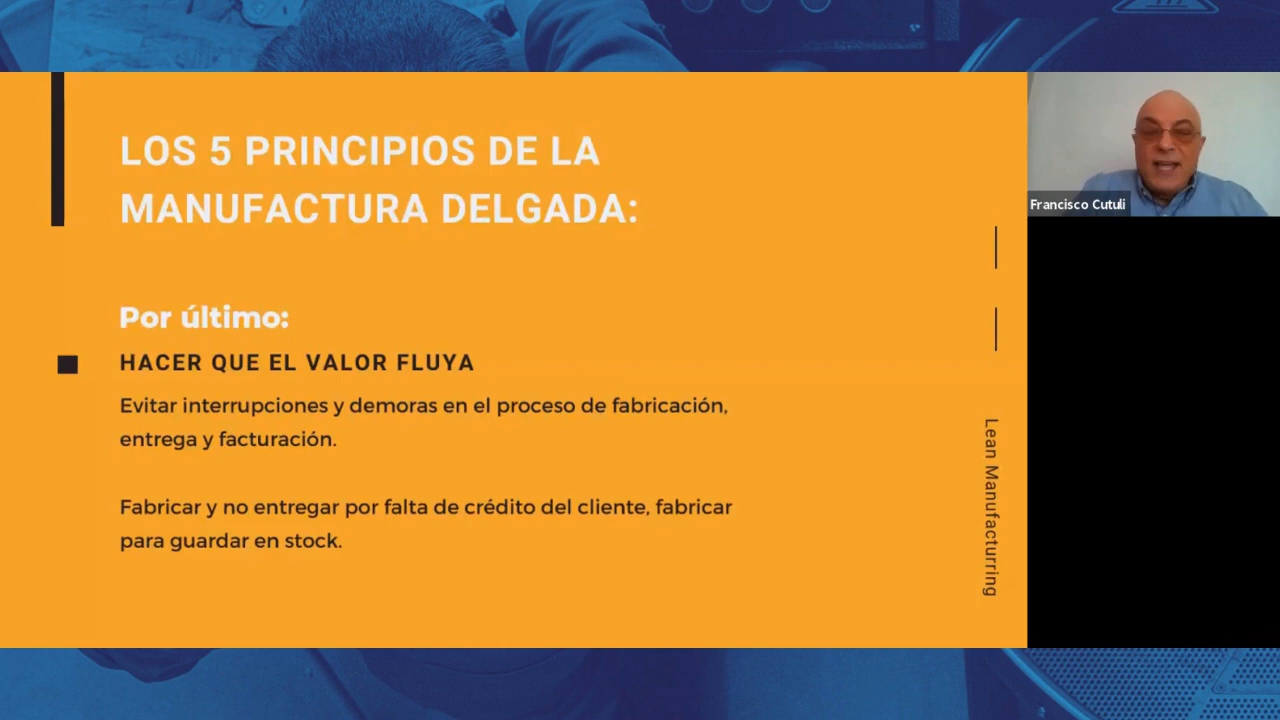 LOS 5 PRINCIPIOS DE LA
MANUFACTURA DELGADA:
Por último:
HACER QUE EL VALOR FLUYA
Evitar interrupciones y demoras en el proceso de fabricación,
entrega y facturación.
Fabricar y no entregar por falta de crédito del cliente, fabricar
para guardar en stock.
Lean Manufacturring
Francisco Cutuli